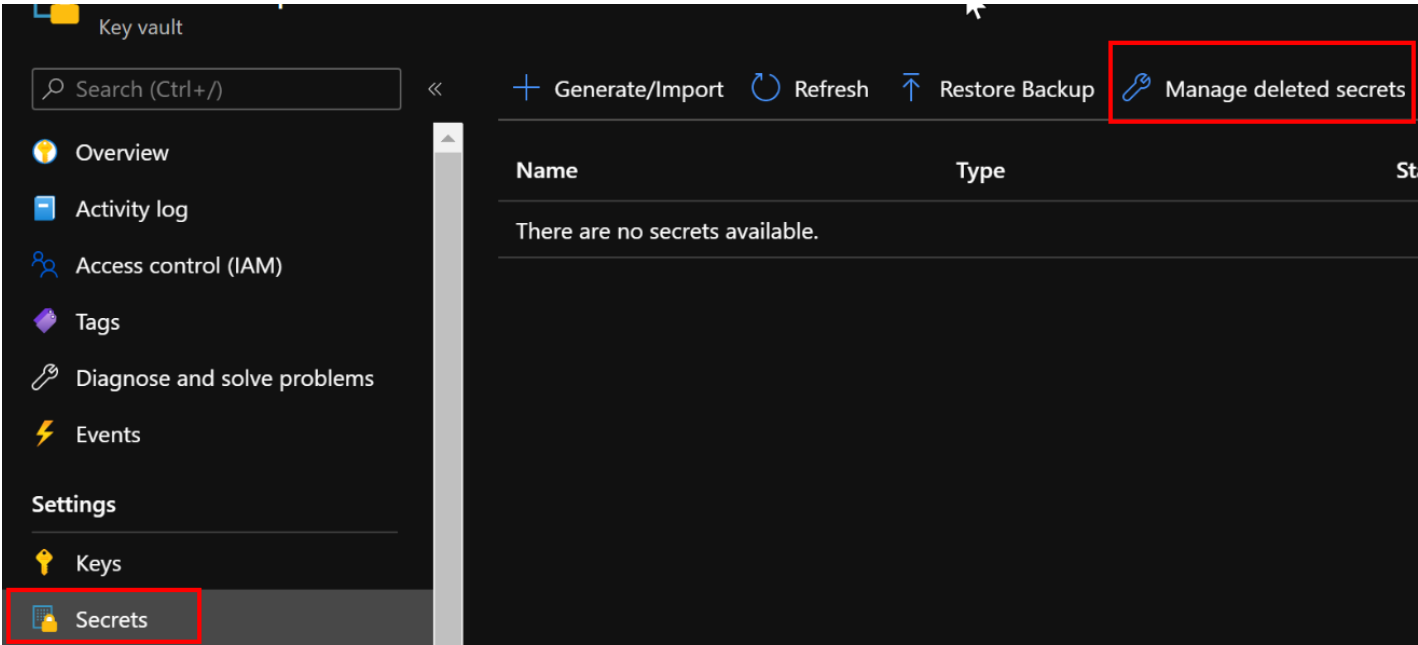 Key vault
Search (Ctrl+/)
«
Generate/Import
Refresh
Restore Backup
Manage deleted secrets
Overview
Activity log
Access control (IAM)
Tags
Diagnose and solve problems
Events
Settings
Keys
Secrets
Name
Type
There are no secrets available.